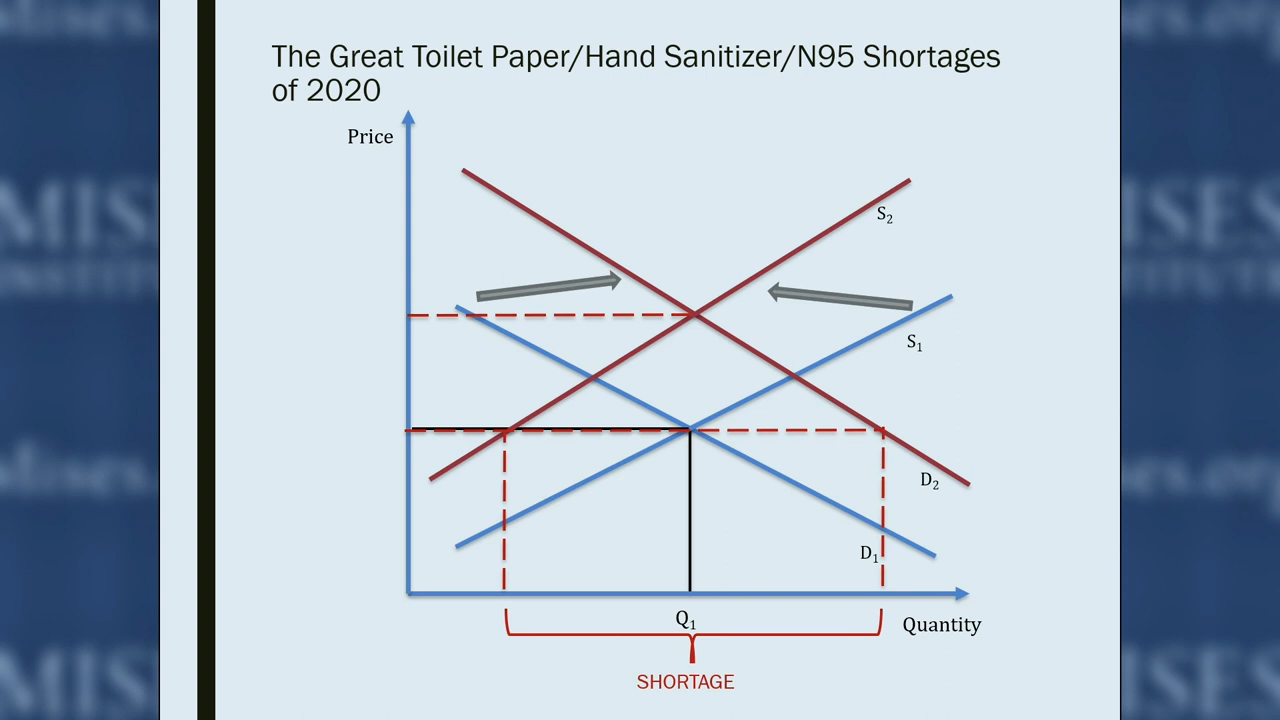 The Great Toilet Paper/Hand Sanitizer/N95 Shortages
of 2020
Price
S2
S1
D2
D1
Q1
Quantity
SHORTAGE